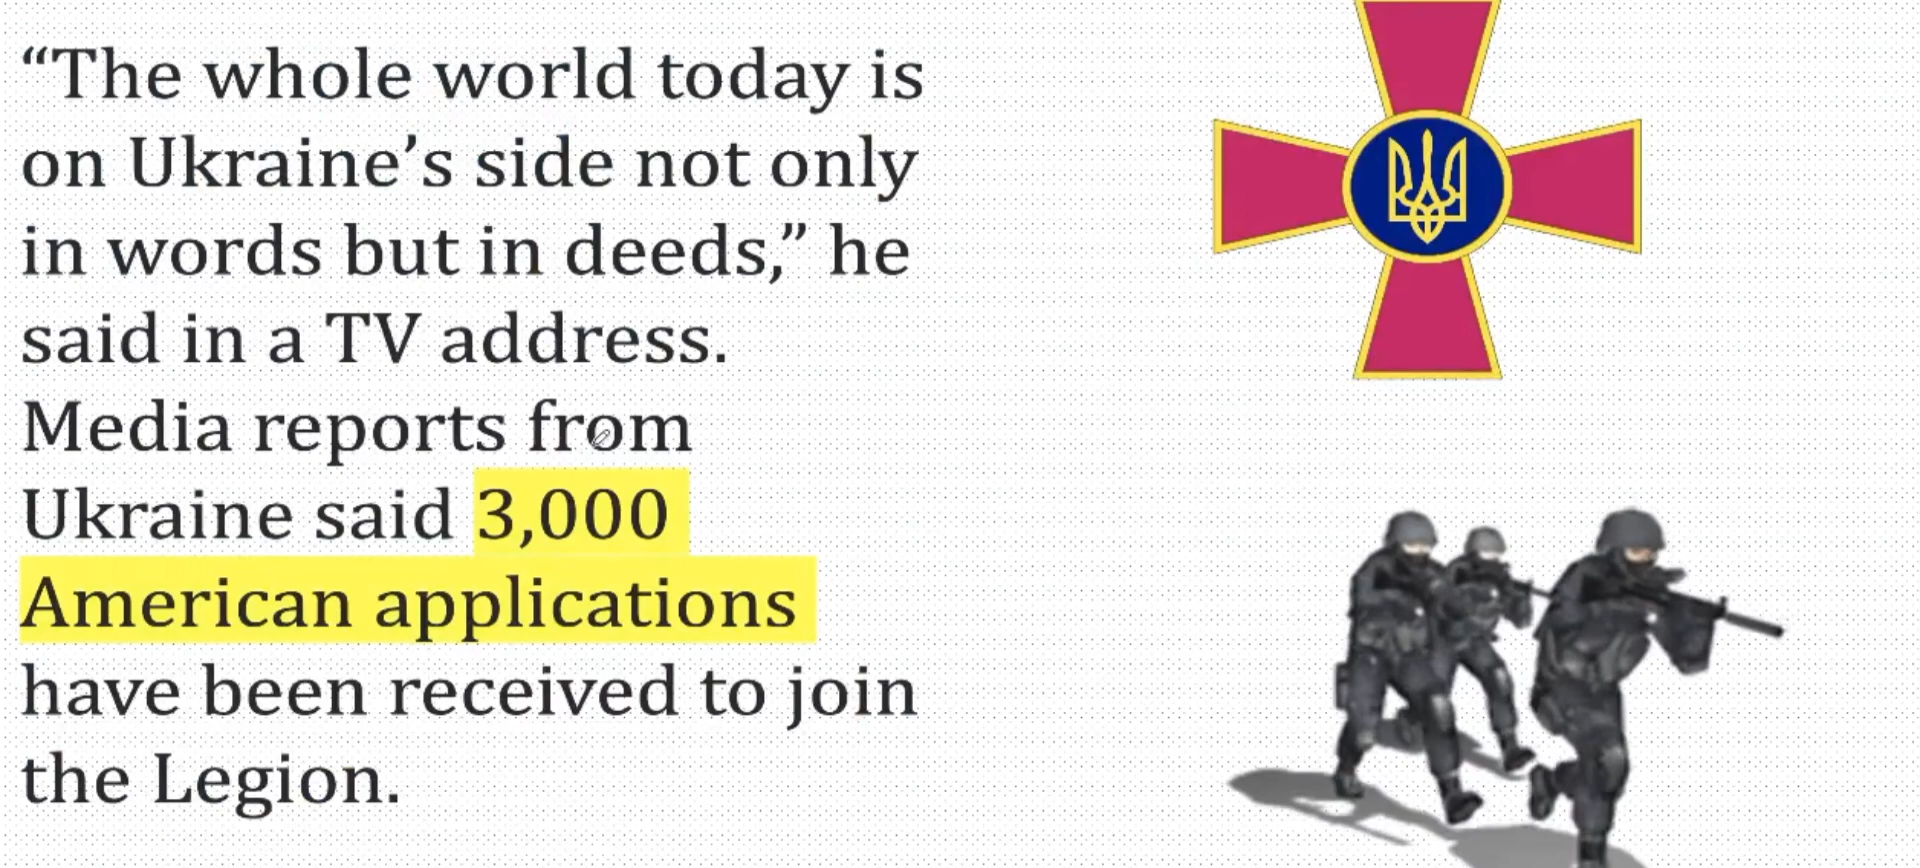 “The whole world today is
on Ukraine’s side not only
in words but in deeds,” he
said in a TV address.
Media reports from
Ukraine said 3,000
American applications
have been received to join
the Legion.